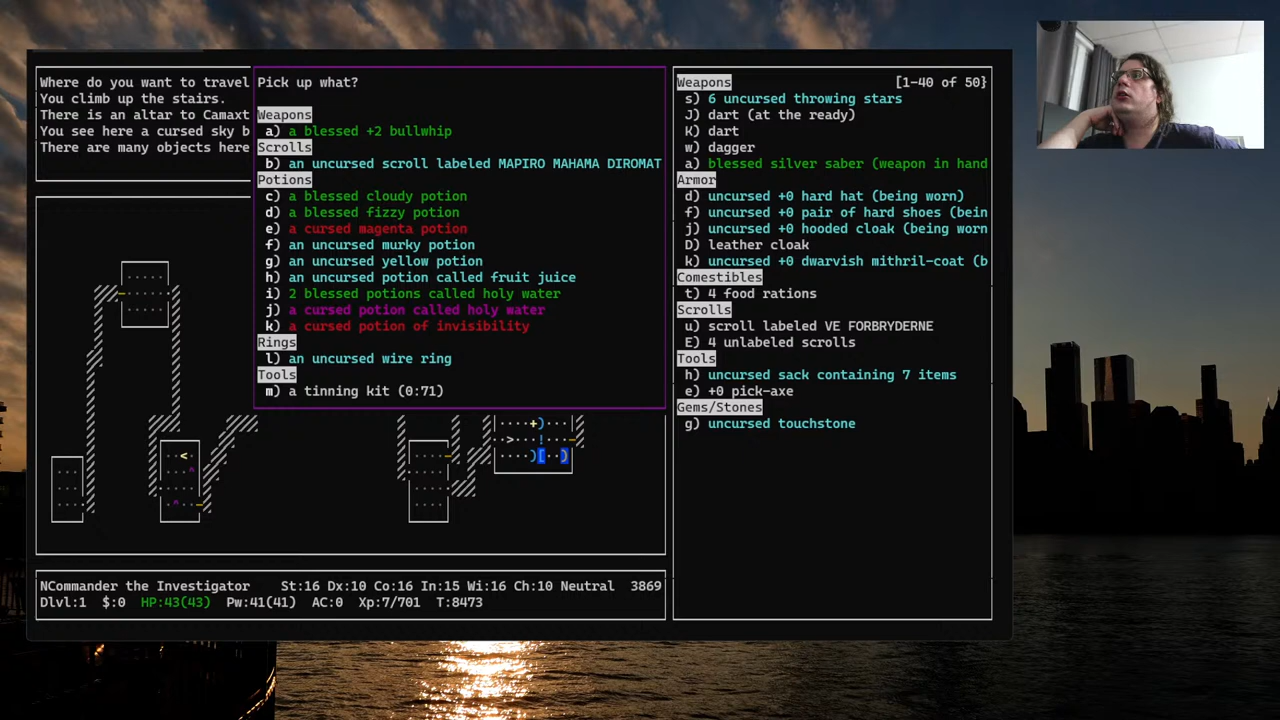 Where do you want to travel
You climb up the stairs.
There is an altar to Camaxt
You see here a cursed sky b
There are many objects here
Pick up what?
Weapons
a) a blessed +2 bullwhip
Scrolls
b) an uncursed scroll labeled MAPIRO MAHAMA DIROMAT
Potions
c) a blessed cloudy potion
d) a blessed fizzy potion
e) a cursed magenta potion
f) an uncursed murky potion
g) an uncursed yellow potion
h) an uncursed potion called fruit juice
i) 2 blessed potions called holy water
j) a cursed potion called holy water
k) a cursed potion of invisibility
Rings
l) an uncursed wire ring
Tools
m) a tinning kit (0:71)
Weapons [1-40 of 50}
s) 6 uncursed throwing stars
J) dart (at the ready)
K) dart
w) dagger
a) blessed silver saber (weapon in hand
Armor
d) uncursed +0 hard hat (being worn)
f) uncursed +0 pair of hard shoes (bein
j) uncursed +0 hooded cloak (being worn
D) leather cloak
k) uncursed +0 dwarvish mithril-coat (b
Comestibles
t) 4 food rations
Scrolls
u) scroll labeled VE FORBRYDERNE
E) 4 unlabeled scrolls
Tools
h) uncursed sack containing 7 items
e) +0 pick-axe
Gems/Stones
g) uncursed touchstone
NCommander the Investigator St:16 Dx:10 Co:16 In:15 Wi:16 Ch:10 Neutral 3869
Dlvl:1 $:0 HP:43(43) Pw:41(41) AC:0 Xp:7/701 T:8473